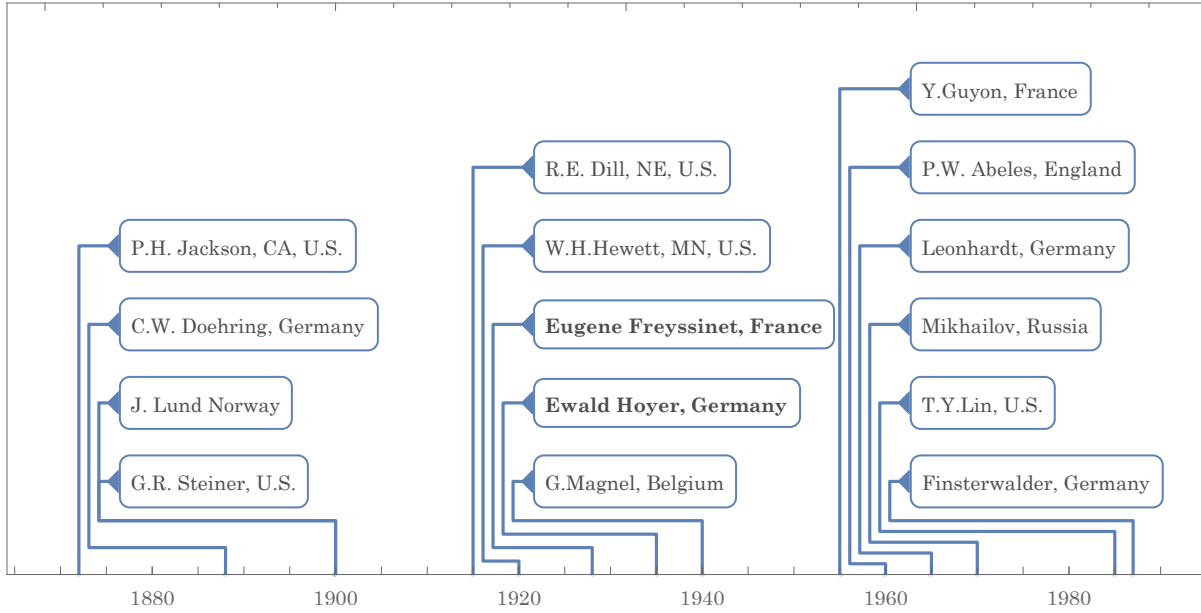 Y.Guyon, France
R.E. Dill, NE, U.S.
P.W. Abeles, England
P.H. Jackson, CA, U.S.
W.H.Hewett, MN, U.S.
Leonhardt, Germany
C.W. Doehring, Germany
Eugene Freyssinet, France
Mikhailov, Russia
J. Lund Norway
Ewald Hoyer, Germany
T.Y.Lin, U.S.
G.R. Steiner, U.S.
G.Magnel, Belgium
Finsterwalder, Germany
1880 1900 1920 1940 1960 1980